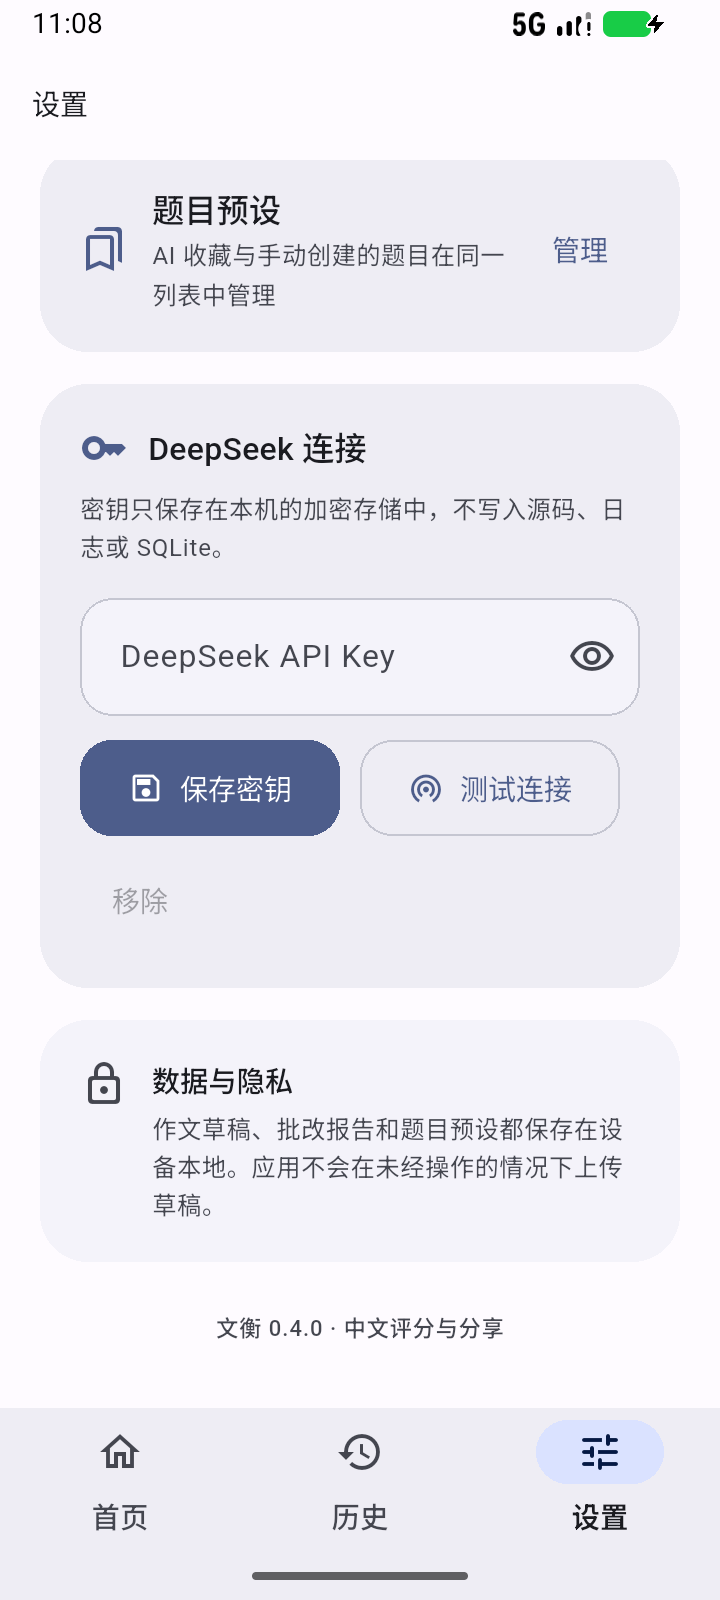 11:08
5G
设置
题目预设
AI 收藏与手动创建的题目在同一
列表中管理
管理
DeepSeek 连接
密钥只保存在本机的加密存储中，不写入源码、日
志或 SQLite。
DeepSeek API Key
保存密钥
测试连接
移除
数据与隐私
作文草稿、批改报告和题目预设都保存在设
备本地。应用不会在未经操作的情况下上传
草稿。
文衡 0.4.0 · 中文评分与分享
首页
历史
设置